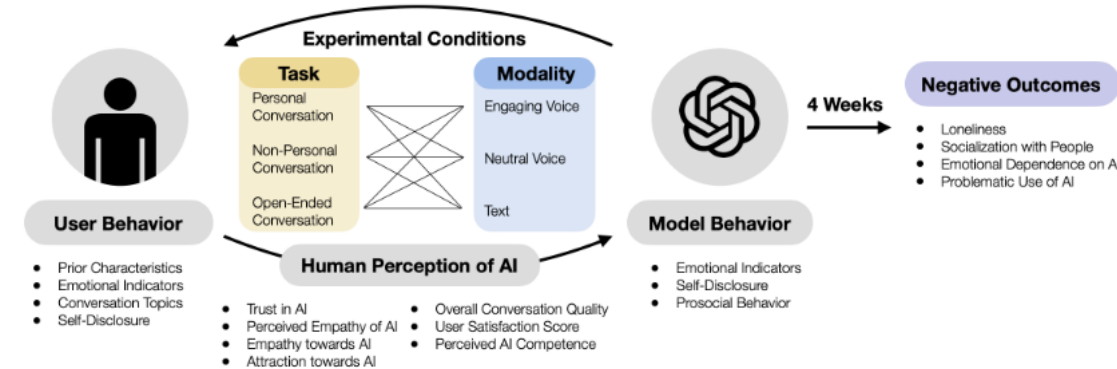 Experimental Conditions
Task
Personal
Conversation
Non-Personal
Conversation
Open-Ended
Conversation
Modality
Engaging Voice
Neutral Voice
Text
4 Weeks
Negative Outcomes
• Loneliness
• Socialization with People
• Emotional Dependence on A
• Problematic Use of AI
User Behavior
• Prior Characteristics
• Emotional Indicators
• Conversation Topics
• Self-Disclosure
Human Perception of AI
• Trust in AI
• Perceived Empathy of AI
• Empathy towards AI
• Attraction towards AI
• Overall Conversation Quality
• User Satisfaction Score
• Perceived AI Competence
Model Behavior
• Emotional Indicators
• Self-Disclosure
• Prosocial Behavior